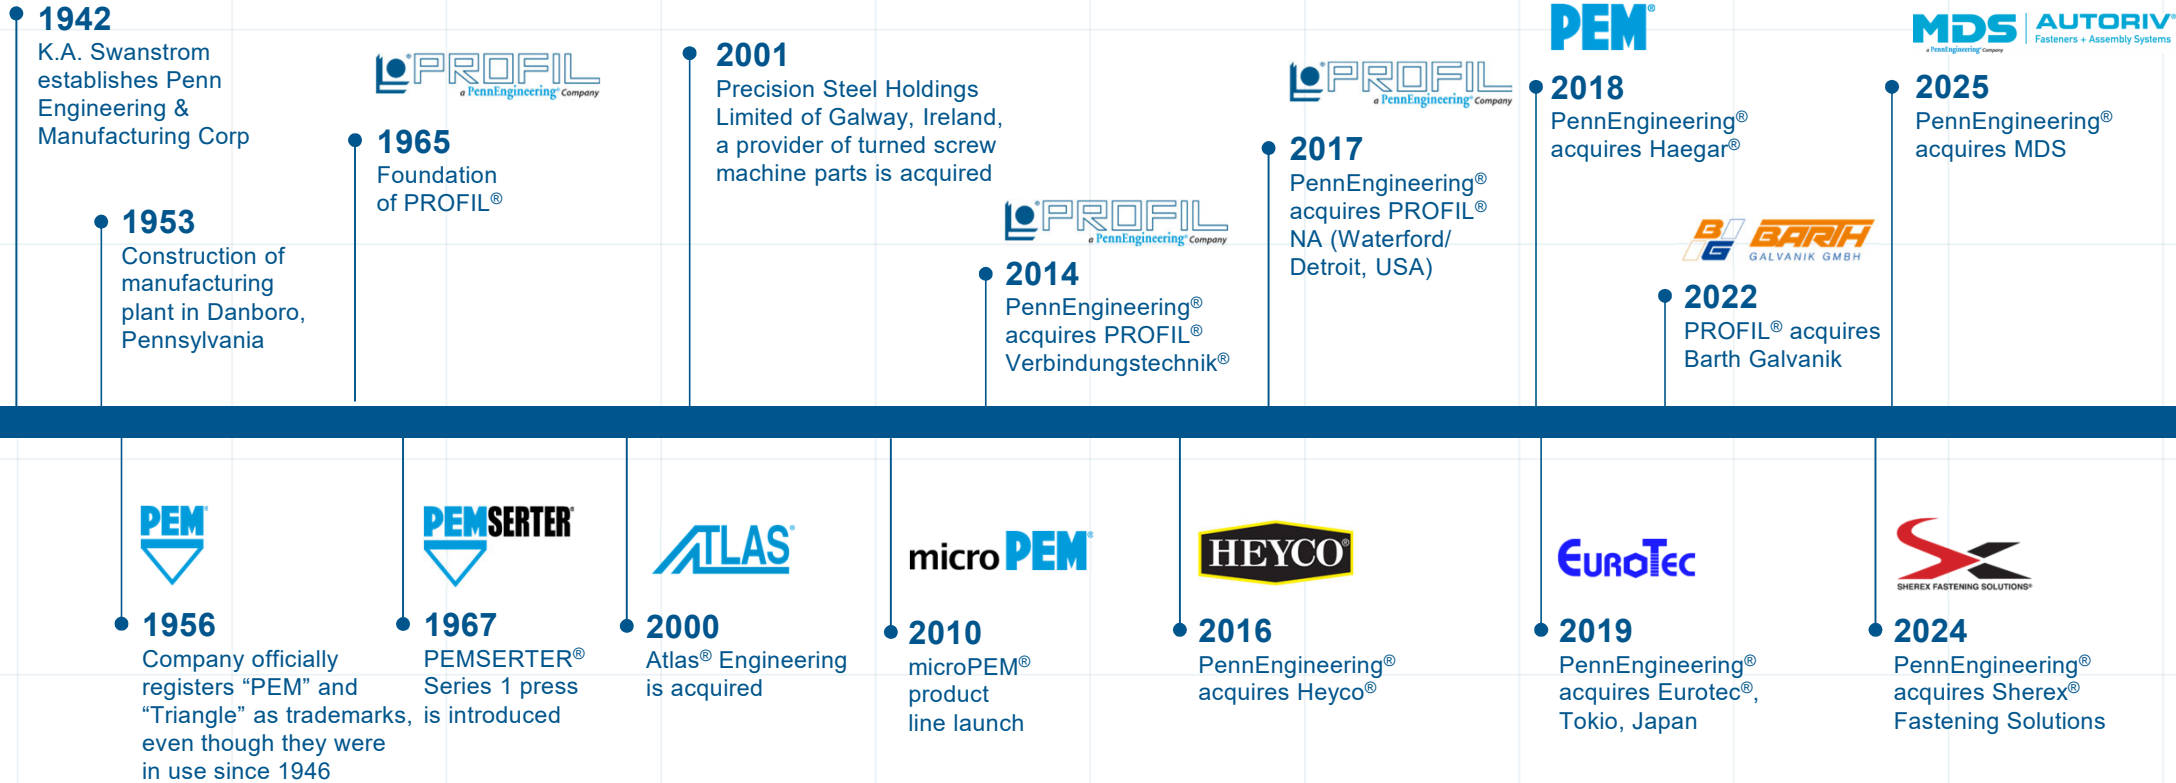 1942
K.A. Swanstrom
establishes Penn
Engineering &
Manufacturing Corp
1953
Construction of
manufacturing
plant in Danboro,
Pennsylvania
PROFIL
a PennEngineering® Company
1965
Foundation
of PROFIL®
2001
Precision Steel Holdings
Limited of Galway, Ireland,
a provider of turned screw
machine parts is acquired
PROFIL
a PennEngineering® Company
2014
PennEngineering®
acquires PROFIL®
Verbindungstechnik®
PROFIL
a PennEngineering® Company
2017
PennEngineering®
acquires PROFIL®
NA (Waterford/
Detroit, USA)
PEM®
2018
PennEngineering®
acquires Haegar®
BG BARTH
GALVANIK GMBH
2022
PROFIL® acquires
Barth Galvanik
MDS AUTORIV®
a PennEngineering® Company Fasteners + Assembly Systems
2025
PennEngineering®
acquires MDS
PEM®
1956
Company officially
registers “PEM” and
“Triangle” as trademarks,
even though they were
in use since 1946
PEMSERTER®
1967
PEMSERTER®
Series 1 press
is introduced
ATLAS®
2000
Atlas® Engineering
is acquired
microPEM®
2010
microPEM®
product
line launch
HEYCO®
2016
PennEngineering®
acquires Heyco®
EUROTEC
2019
PennEngineering®
acquires Eurotec®,
Tokio, Japan
SHEREX FASTENING SOLUTIONS®
2024
PennEngineering®
acquires Sherex®
Fastening Solutions